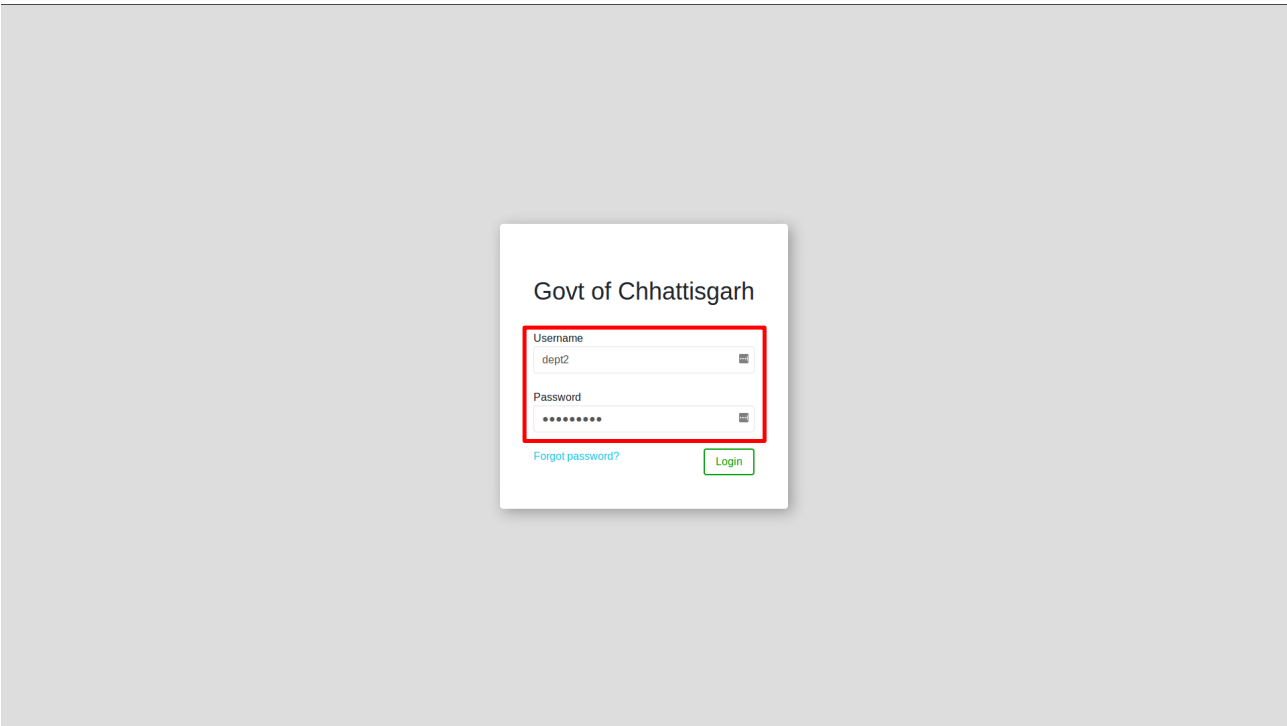 Govt of Chhattisgarh
Username
dept2
Password
•••••••••
Forgot password?
Login